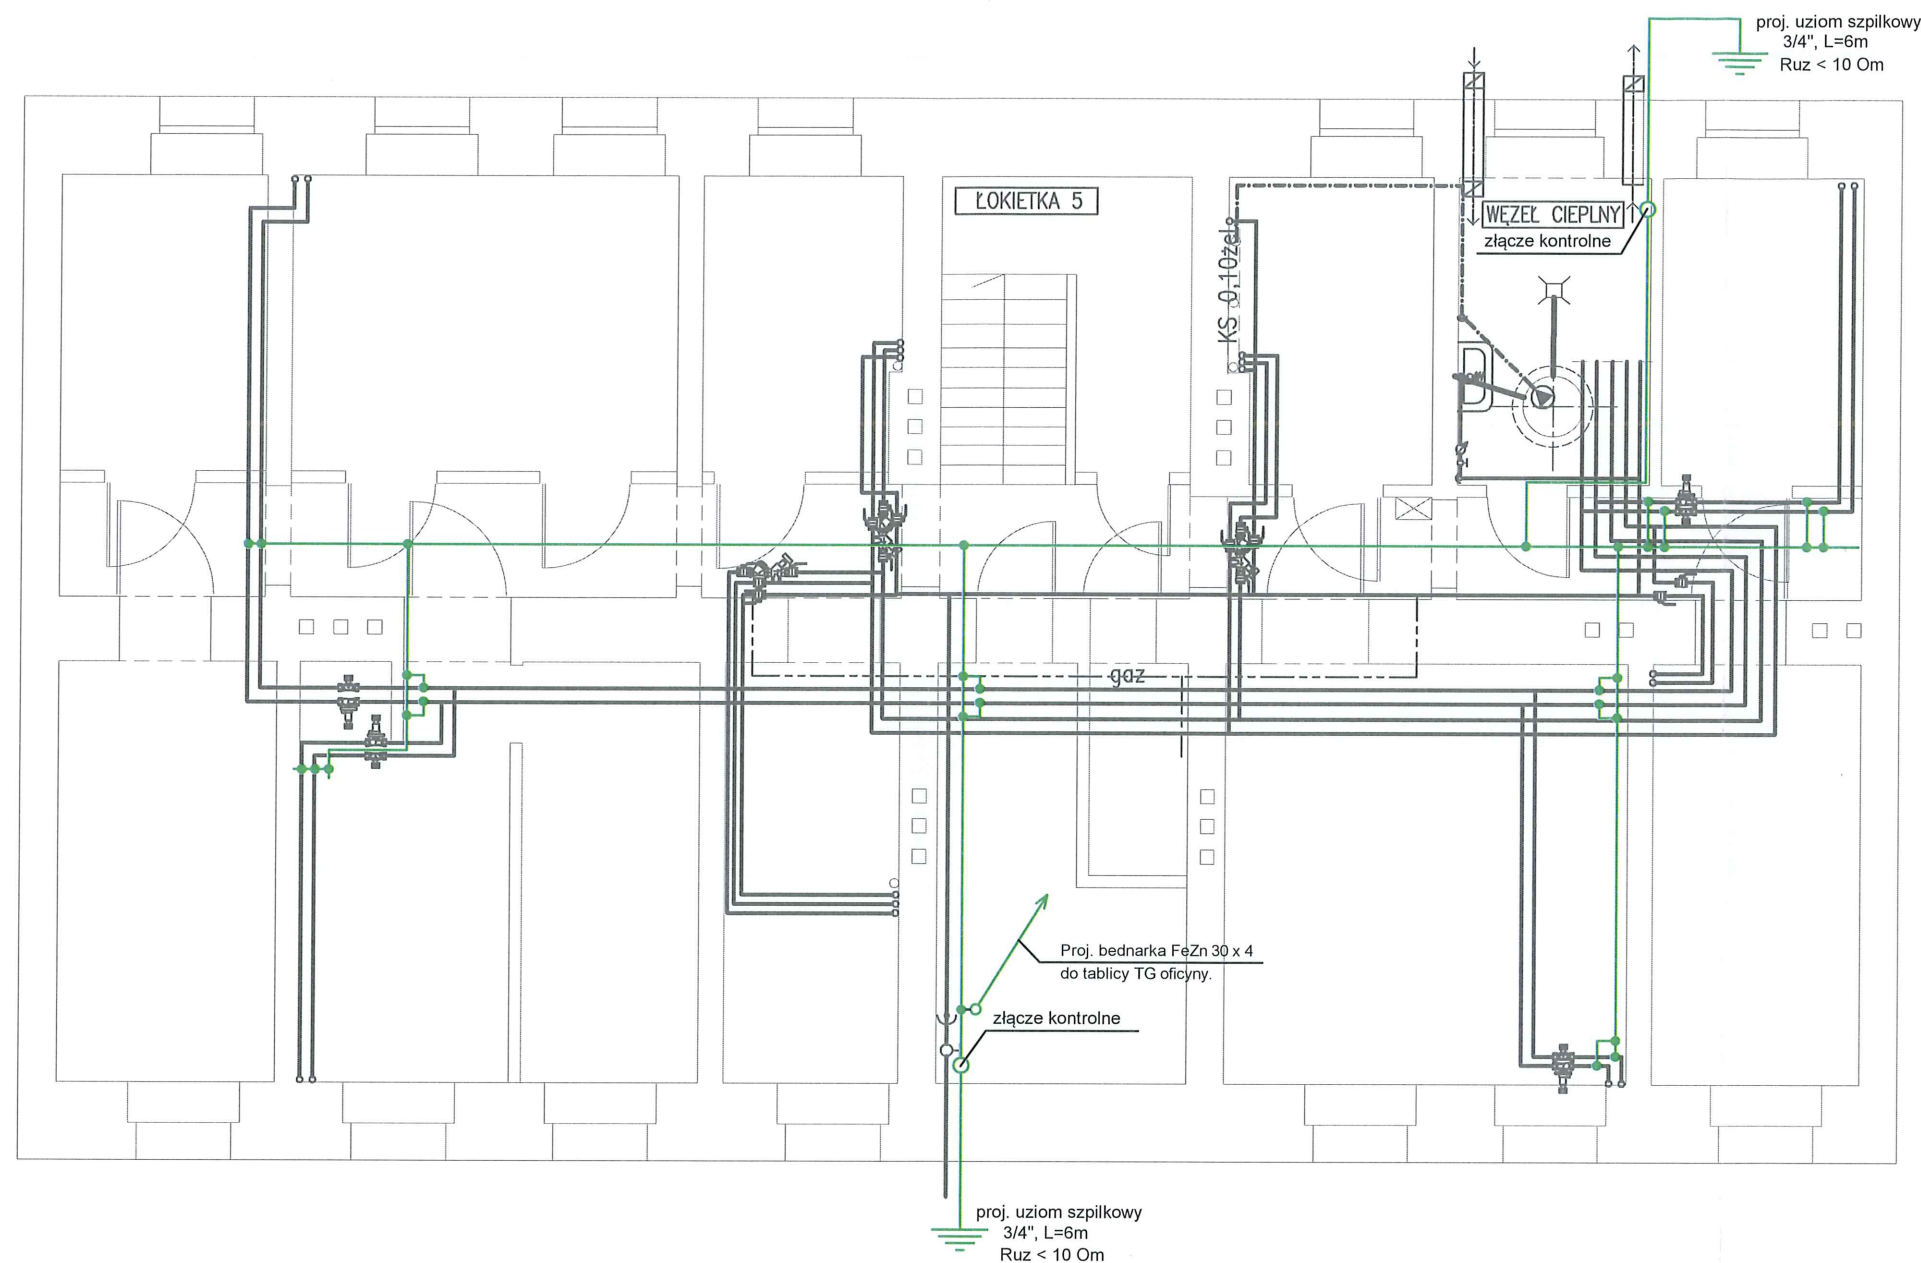 proj. uziom szpilkowy
3/4", L=6m
Ruz < 10 Om
ŁOKIETKA 5
WĘZEŁ CIEPLNY
złącze kontrolne
KS 0,10żel
gaz
Proj. bednarka FeZn 30 x 4
do tablicy TG oficyny.
złącze kontrolne
proj. uziom szpilkowy
3/4", L=6m
Ruz < 10 Om